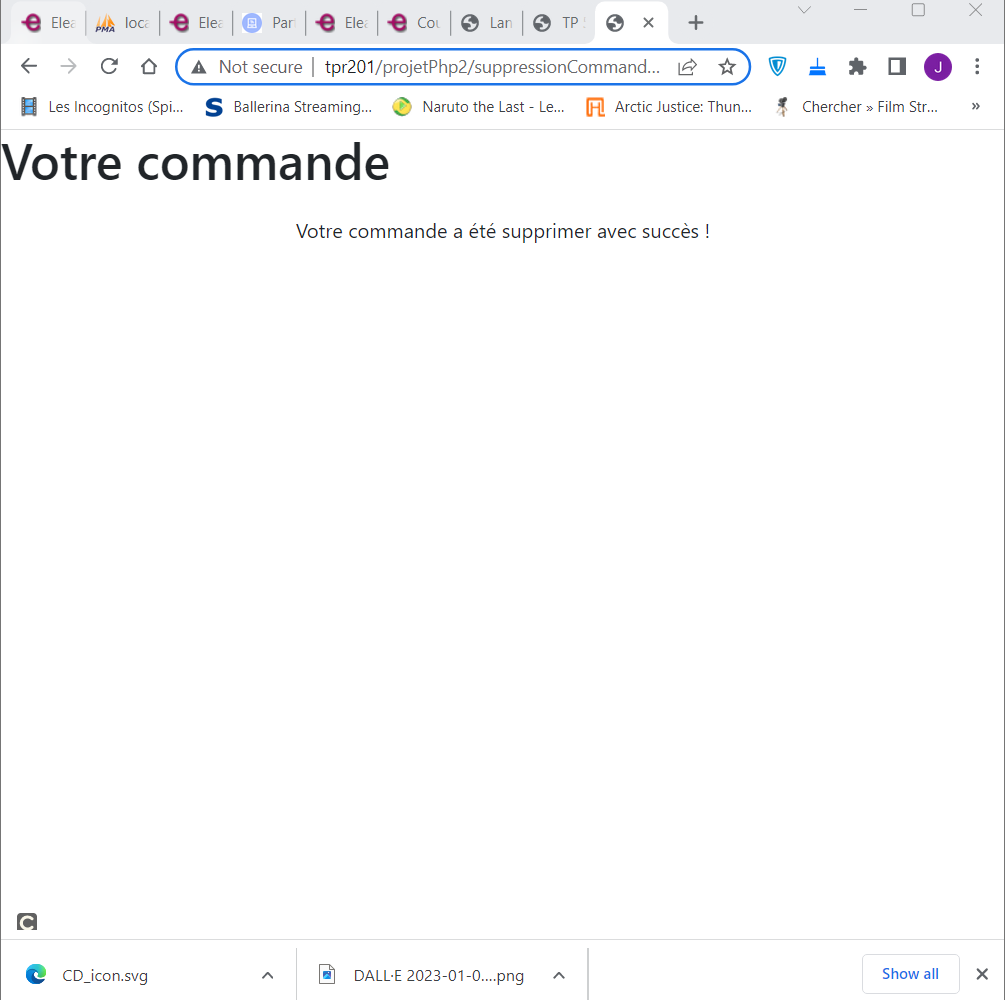 Elea
PMA
loca
Elea
Par
Elea
Cou
Lan
TP
Not secure
tpr201/projetPhp2/suppressionCommand...
J
Les Incognitos (Spi...
S
Ballerina Streaming...
Naruto the Last - Le...
Arctic Justice: Thun...
Chercher » Film Str...
»
Votre commande
Votre commande a été supprimer avec succès !
C
CD_icon.svg
DALL·E 2023-01-0....png
Show all